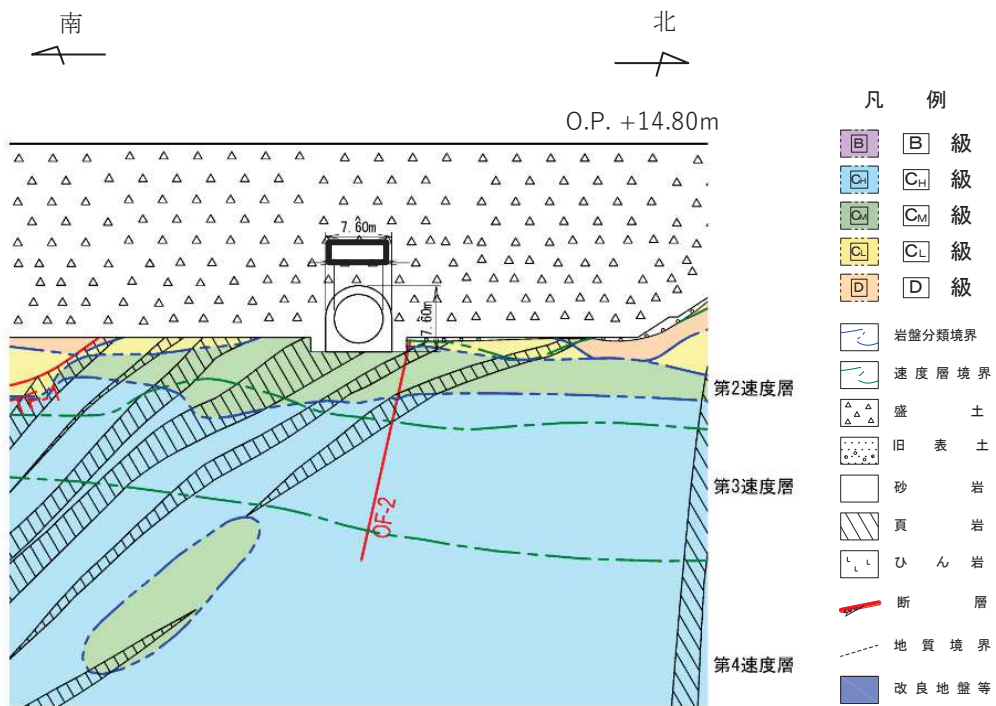 南
北
O.P. +14.80m
7.60m
7.60m
TF-1
OF-2
第2速度層
第3速度層
第4速度層
凡 例
B B 級
CH CH 級
CM CM 級
CL CL 級
D D 級
岩盤分類境界
速度層境界
盛土
旧表土
砂岩
頁岩
ひん岩
断層
地質境界
改良地盤等